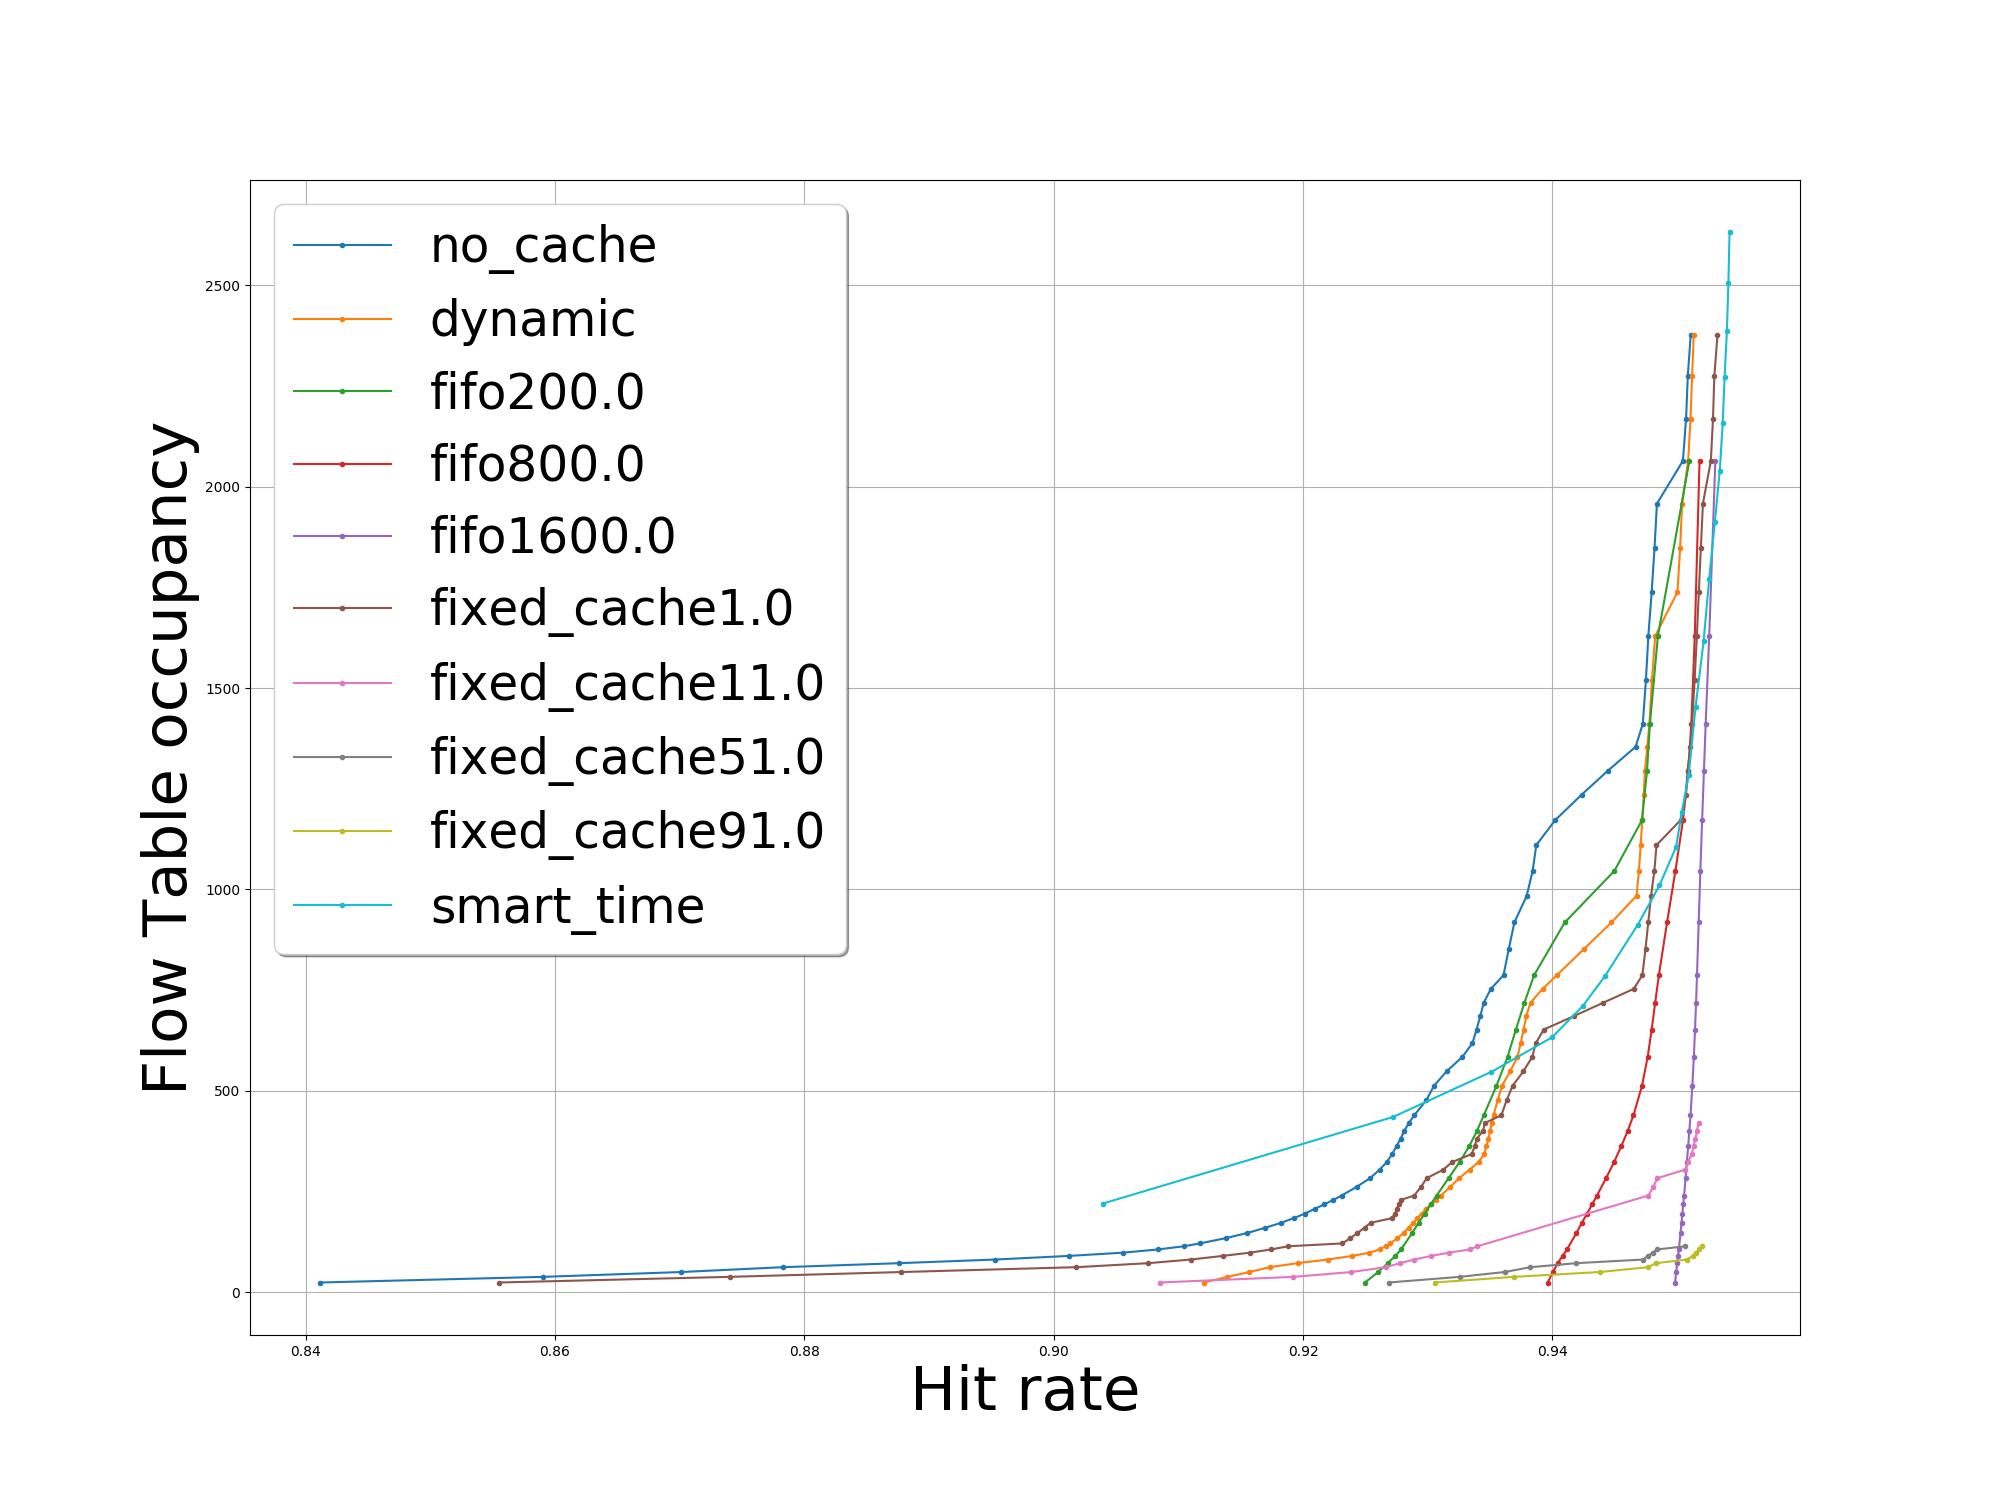 no_cache
dynamic
fifo200.0
fifo800.0
fifo1600.0
fixed_cache1.0
fixed_cache11.0
fixed_cache51.0
fixed_cache91.0
smart_time
Flow Table occupancy
2500
2000
1500
1000
500
0
0.84 0.86 0.88 0.90 0.92 0.94
Hit rate